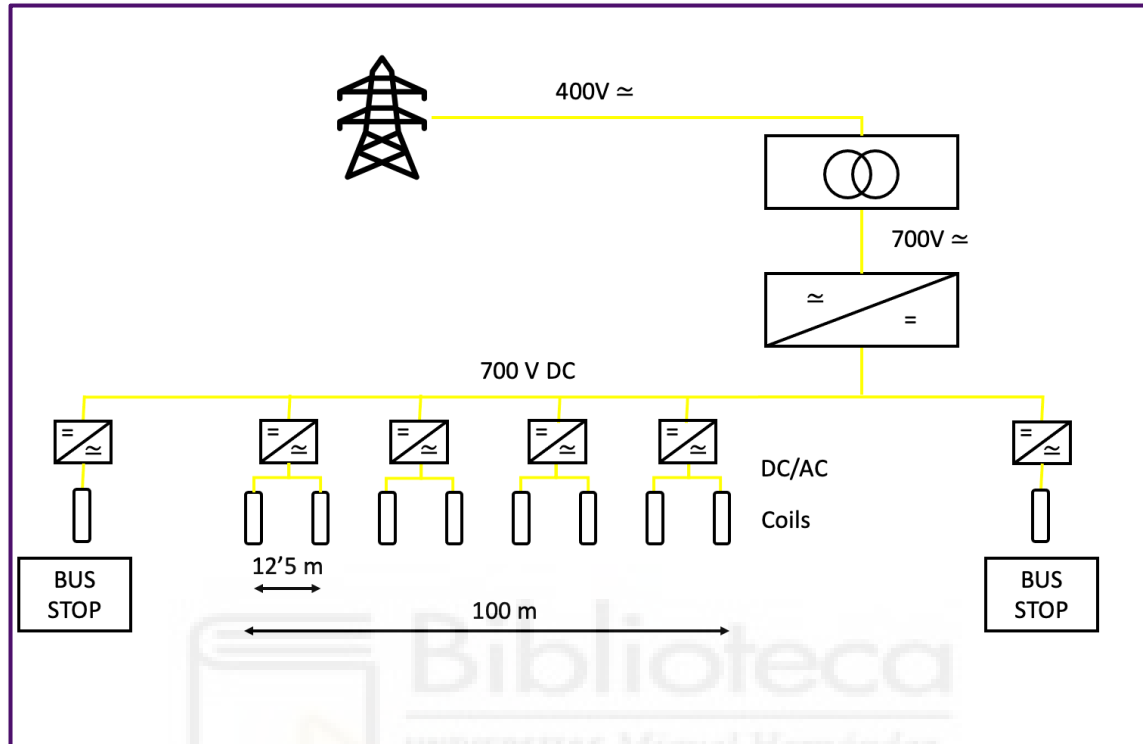 400V ≃
700V ≃
≃
=
700 V DC
=
≃
=
≃
=
≃
=
≃
=
≃
=
≃
DC/AC
Coils
12'5 m
100 m
BUS
STOP
BUS
STOP
Biblioteca